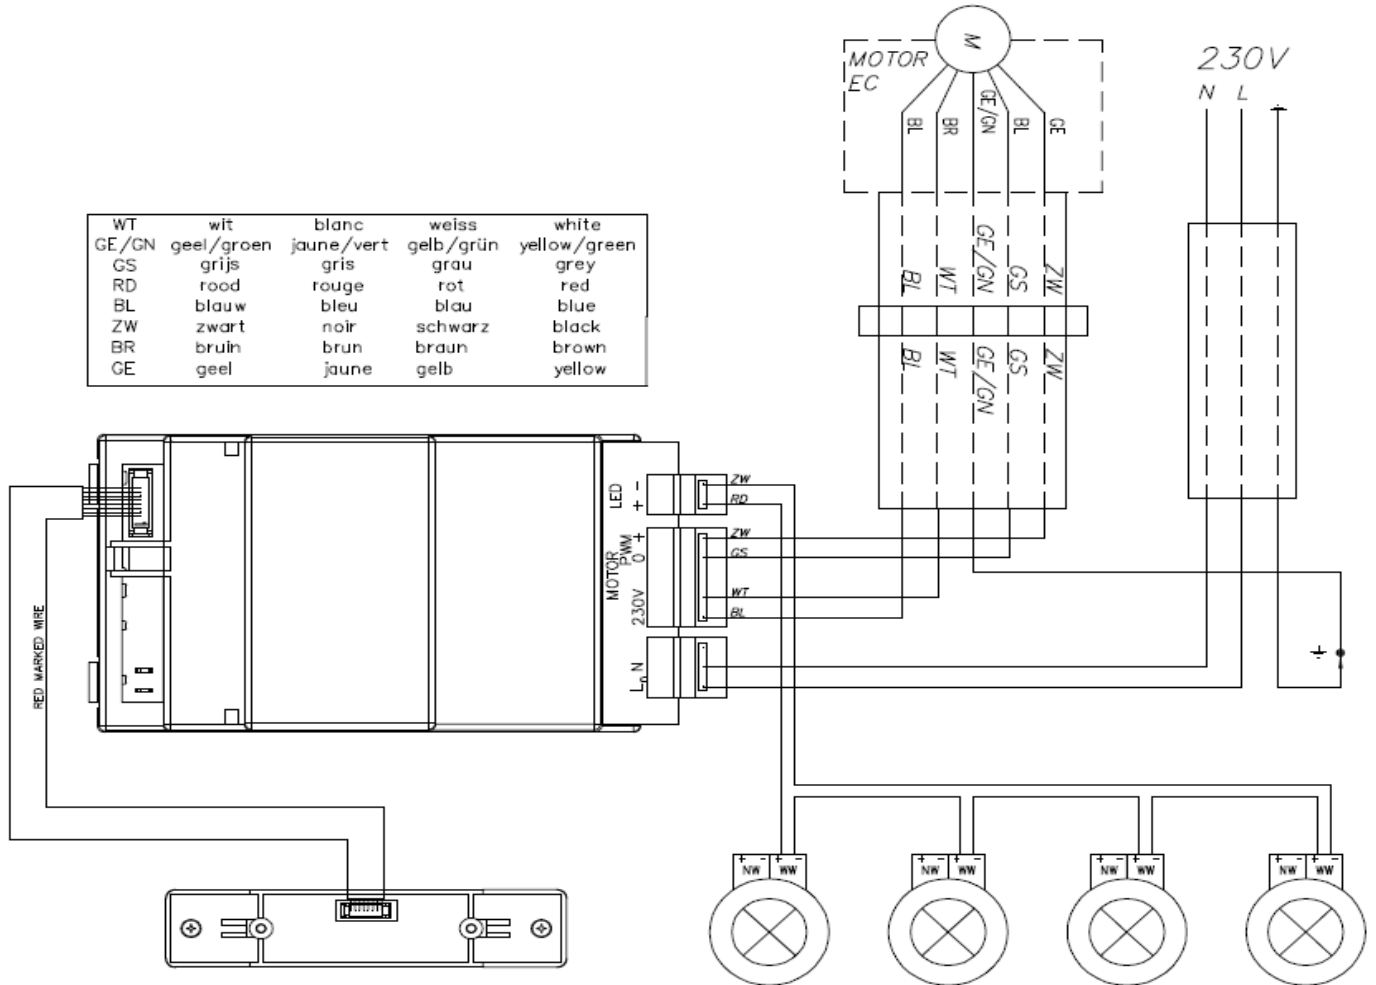 MOTOR
EC
M
230V
N L
BL BR GE/GN BL GE
WT wit blanc weiss white
GE/GN geel/groen jaune/vert gelb/grün yellow/green
GS grijs gris grau grey
RD rood rouge rot red
BL blauw bleu blau blue
ZW zwart noir schwarz black
BR bruin brun braun brown
GE geel jaune gelb yellow
BL WT GE/GN GS ZW
BL WT GE/GN GS ZW
LED
+ -
ZW
RD
MOTOR
PWM
0 +
230V
ZW
GS
WT
BL
L N
RED MARKED WIRE
+ - + -
NW WW
+ - + -
NW WW
+ - + -
NW WW
+ - + -
NW WW